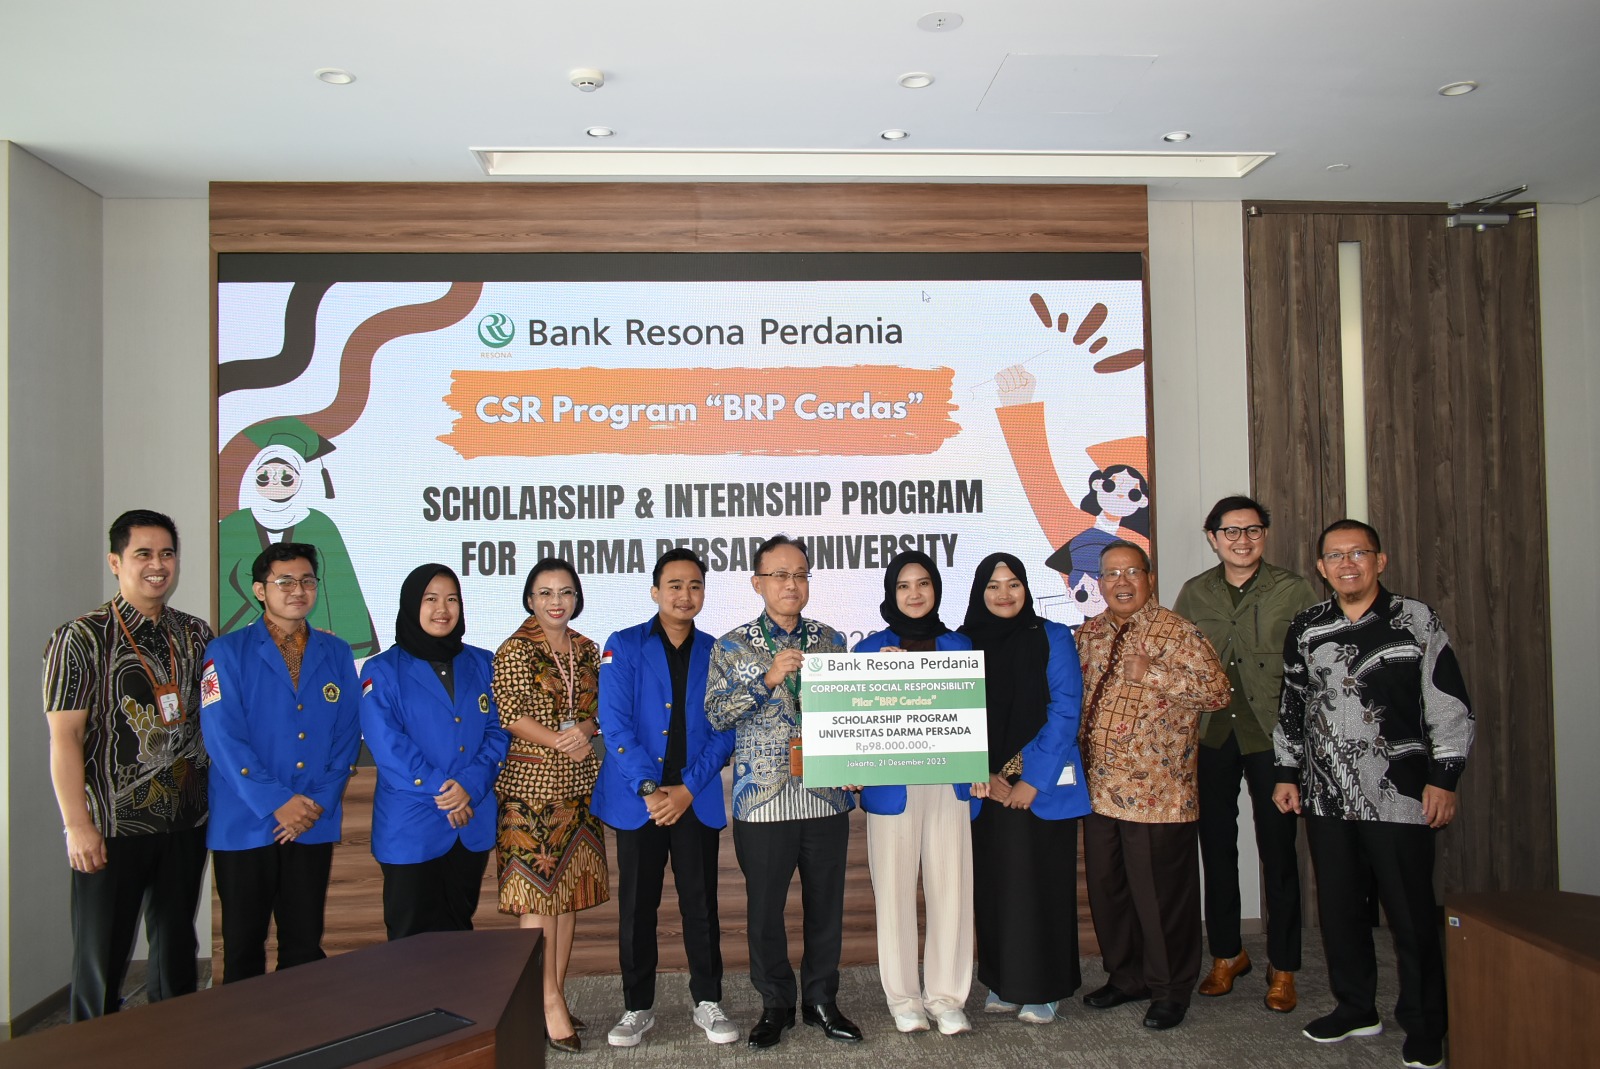 RESONA
Bank Resona Perdania
CSR Program “BRP Cerdas”
SCHOLARSHIP & INTERNSHIP PROGRAM
FOR DARMA PERSADA UNIVERSITY
Bank Resona Perdania
CORPORATE SOCIAL RESPONSIBILITY
Pilar “BRP Cerdas”
SCHOLARSHIP PROGRAM
UNIVERSITAS DARMA PERSADA
Rp98.000.000,-
Jakarta, 21 Desember 2023